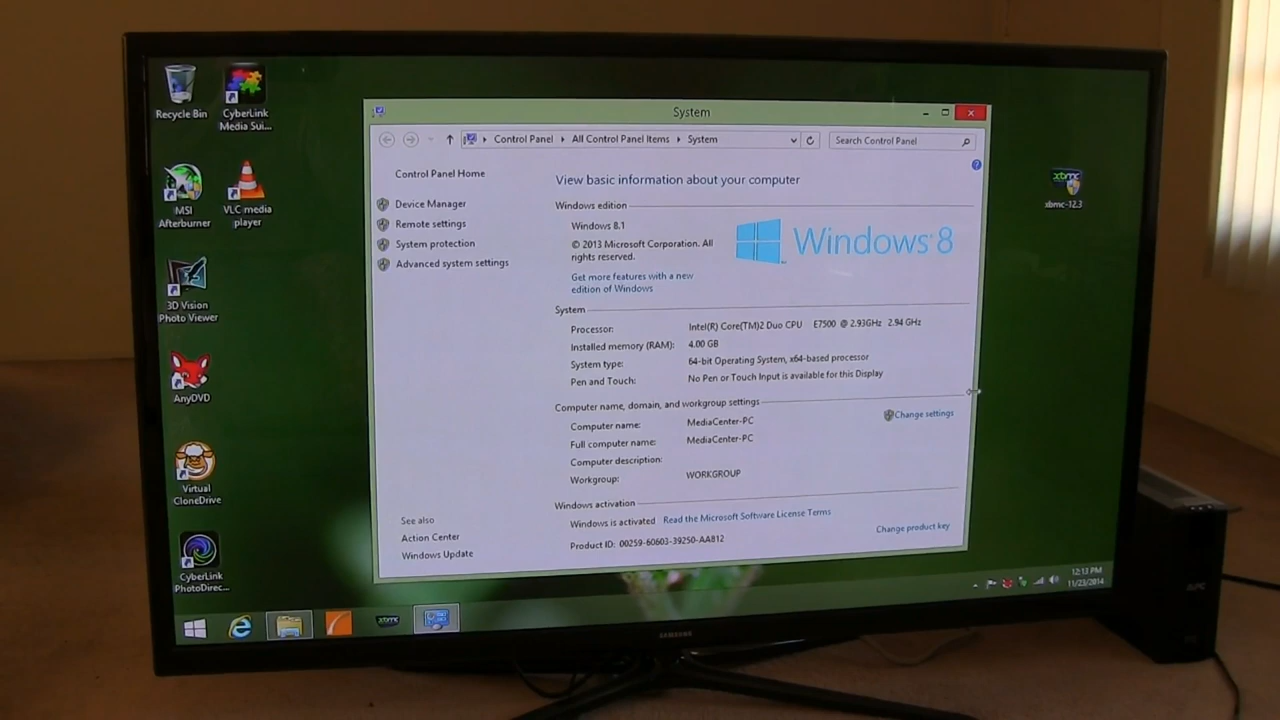 Recycle Bin
CyberLink
Media Sui...
MSI
Afterburner
VLC media
player
3D Vision
Photo Viewer
AnyDVD
Virtual
CloneDrive
CyberLink
PhotoDirec...
System
Control Panel
All Control Panel Items
System
Search Control Panel
Control Panel Home
Device Manager
Remote settings
System protection
Advanced system settings
See also
Action Center
Windows Update
View basic information about your computer
Windows edition
Windows 8.1
© 2013 Microsoft Corporation. All
rights reserved.
Get more features with a new
edition of Windows
Windows 8
System
Processor: Intel(R) Core(TM)2 Duo CPU E7500 @ 2.93GHz 2.94 GHz
Installed memory (RAM): 4.00 GB
System type: 64-bit Operating System, x64-based processor
Pen and Touch: No Pen or Touch Input is available for this Display
Computer name, domain, and workgroup settings
Computer name: MediaCenter-PC
Change settings
Full computer name: MediaCenter-PC
Computer description:
Workgroup: WORKGROUP
Windows activation
Windows is activated Read the Microsoft Software License Terms
Product ID: 00259-60603-39250-AA812
Change product key
xbmc
xbmc-12.3
xbmc
12:13 PM
11/23/2014
SAMSUNG
APC